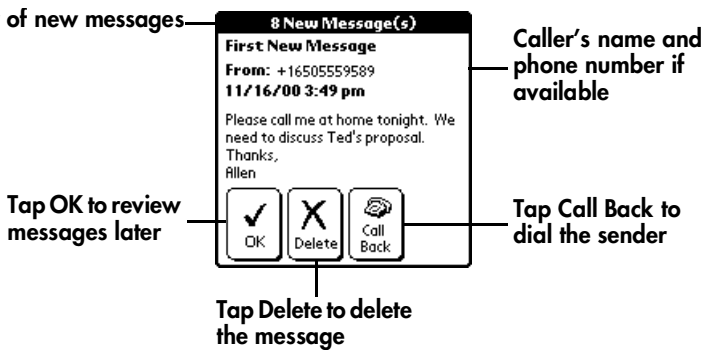 of new messages
8 New Message(s)
First New Message
From: +16505559589
11/16/00 3:49 pm
Please call me at home tonight. We
need to discuss Ted's proposal.
Thanks,
Allen
OK
Delete
Call
Back
Caller's name and
phone number if
available
Tap OK to review
messages later
Tap Call Back to
dial the sender
Tap Delete to delete
the message